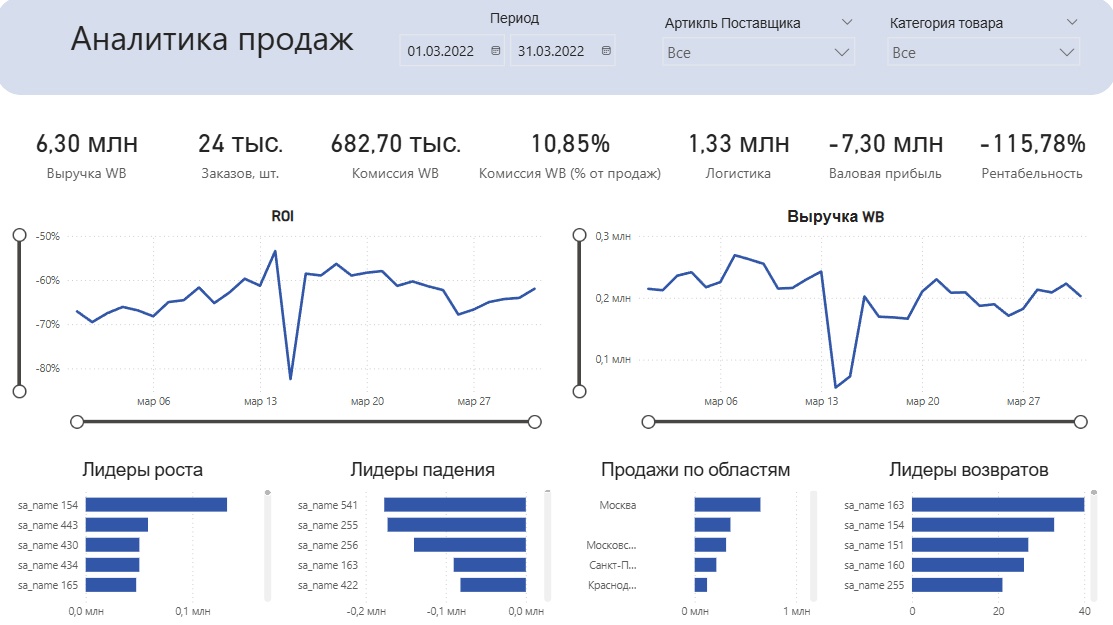 Аналитика продаж
Период
01.03.2022
31.03.2022
Артикль Поставщика
Все
Категория товара
Все
6,30 млн
Выручка WB
24 тыс.
Заказов, шт.
682,70 тыс.
Комиссия WB
10,85%
Комиссия WB (% от продаж)
1,33 млн
Логистика
-7,30 млн
Валовая прибыль
-115,78%
Рентабельность
ROI
-50%
-60%
-70%
-80%
мар 06
мар 13
мар 20
мар 27
Выручка WB
0,3 млн
0,2 млн
0,1 млн
мар 06
мар 13
мар 20
мар 27
Лидеры роста
sa_name 154
sa_name 443
sa_name 430
sa_name 434
sa_name 165
0,0 млн
0,1 млн
Лидеры падения
sa_name 541
sa_name 255
sa_name 256
sa_name 163
sa_name 422
-0,2 млн
-0,1 млн
0,0 млн
Продажи по областям
Москва
Московс...
Санкт-П...
Краснод...
0 млн
1 млн
Лидеры возвратов
sa_name 163
sa_name 154
sa_name 151
sa_name 160
sa_name 255
0
20
40